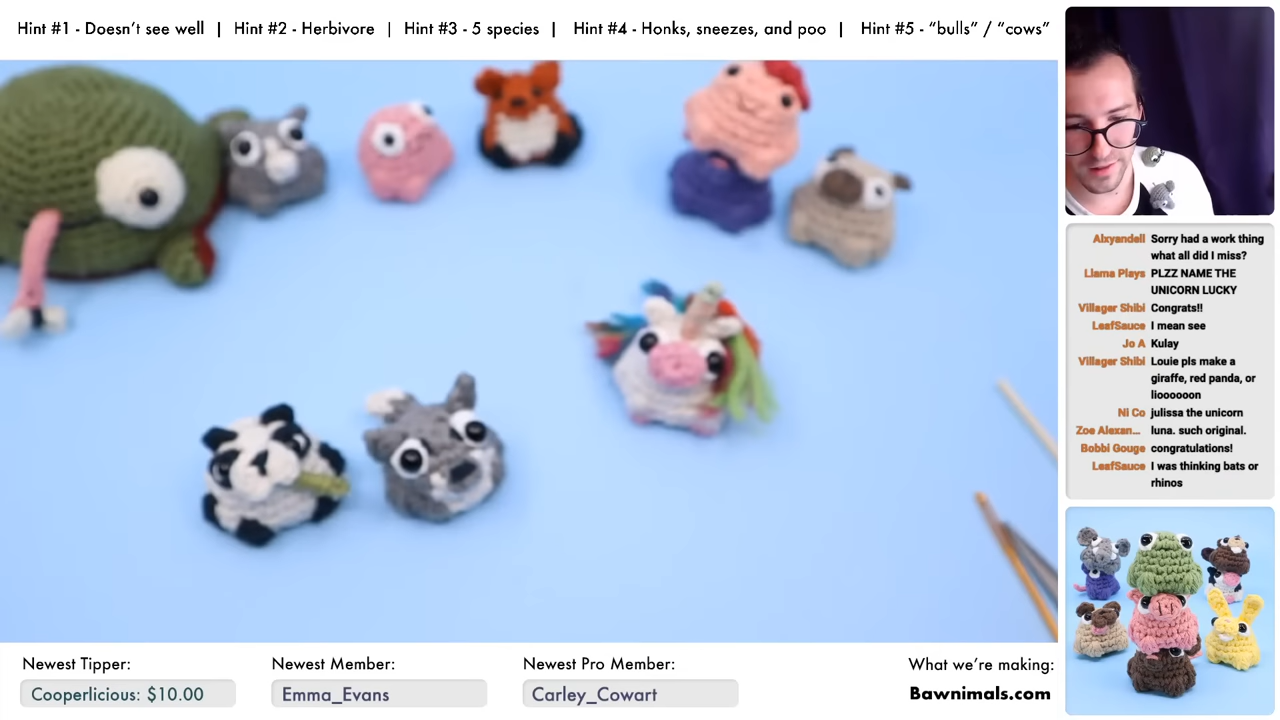 Hint #1 - Doesn't see well | Hint #2 - Herbivore | Hint #3 - 5 species | Hint #4 - Honks, sneezes, and poo | Hint #5 - “bulls” / “cows”
Alxyandell Sorry had a work thing
what all did I miss?
Llama Plays PLZZ NAME THE
UNICORN LUCKY
Villager Shibi Congrats!!
LeafSauce I mean see
Jo A Kulay
Villager Shibi Louie pls make a
giraffe, red panda, or
lioooooon
Ni Co julissa the unicorn
Zoe Alexan... luna. such original.
Bobbi Gouge congratulations!
LeafSauce I was thinking bats or
rhinos
Newest Tipper: Newest Member: Newest Pro Member: What we're making:
Cooperlicious: $10.00 Emma_Evans Carley_Cowart Bawnimals.com